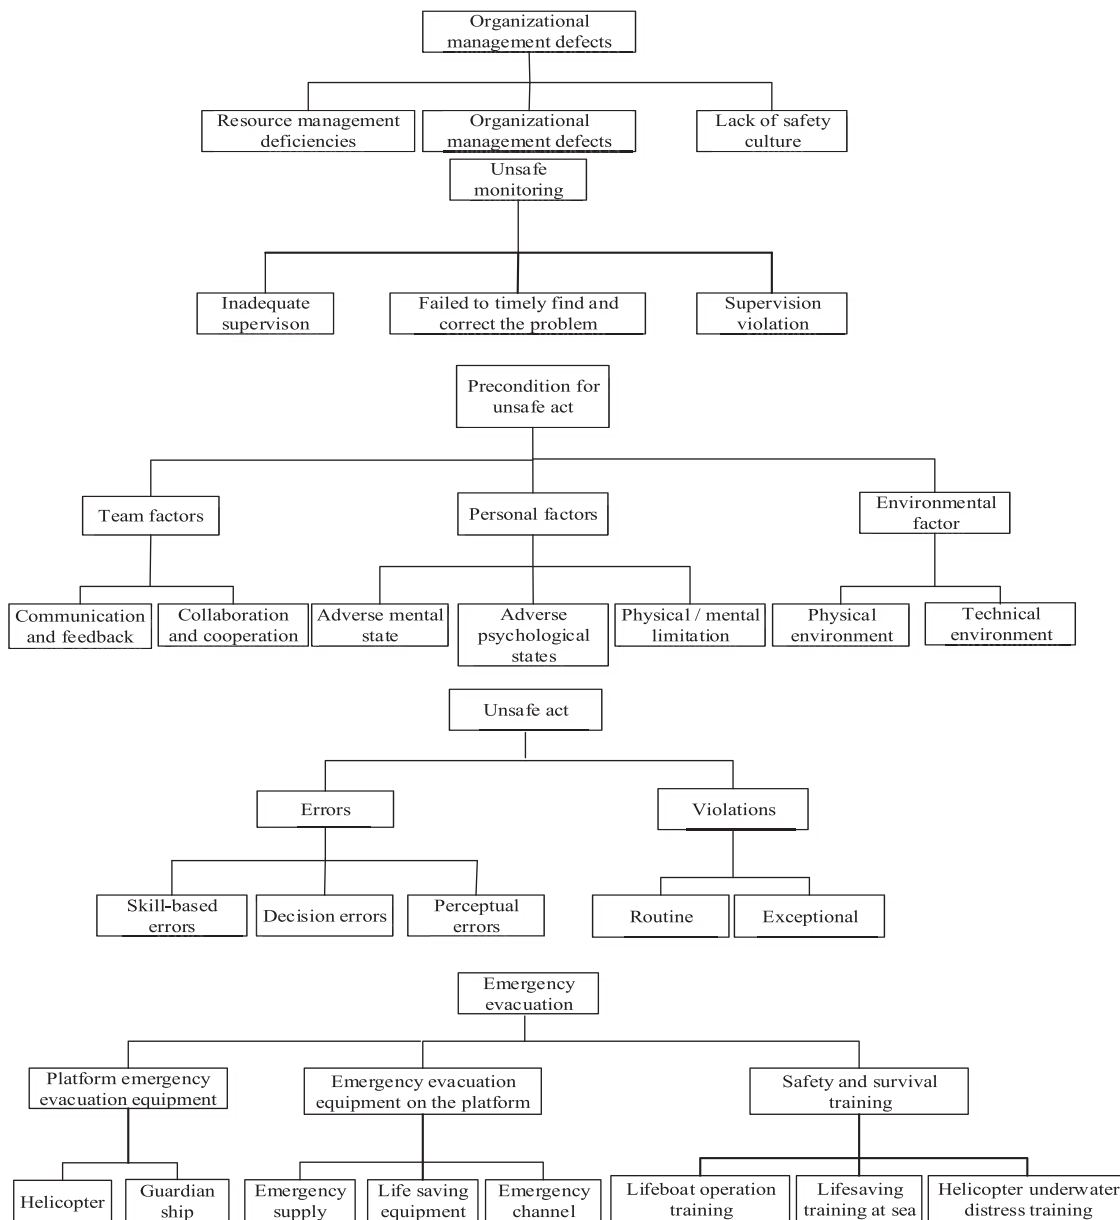 Organizational
management defects
Resource management
deficiencies
Organizational
management defects
Lack of safety
culture
Unsafe
monitoring
Inadequate
supervison
Failed to timely find and
correct the problem
Supervision
violation
Precondition for
unsafe act
Team factors
Personal factors
Environmental
factor
Communication
and feedback
Collaboration
and cooperation
Adverse mental
state
Adverse
psychological
states
Physical / mental
limitation
Physical
environment
Technical
environment
Unsafe act
Errors
Violations
Skill-based
errors
Decision errors
Perceptual
errors
Routine
Exceptional
Emergency
evacuation
Platform emergency
evacuation equipment
Emergency evacuation
equipment on the platform
Safety and survival
training
Helicopter
Guardian
ship
Emergency
supply
Life saving
equipment
Emergency
channel
Lifeboat operation
training
Lifesaving
training at sea
Helicopter underwater
distress training